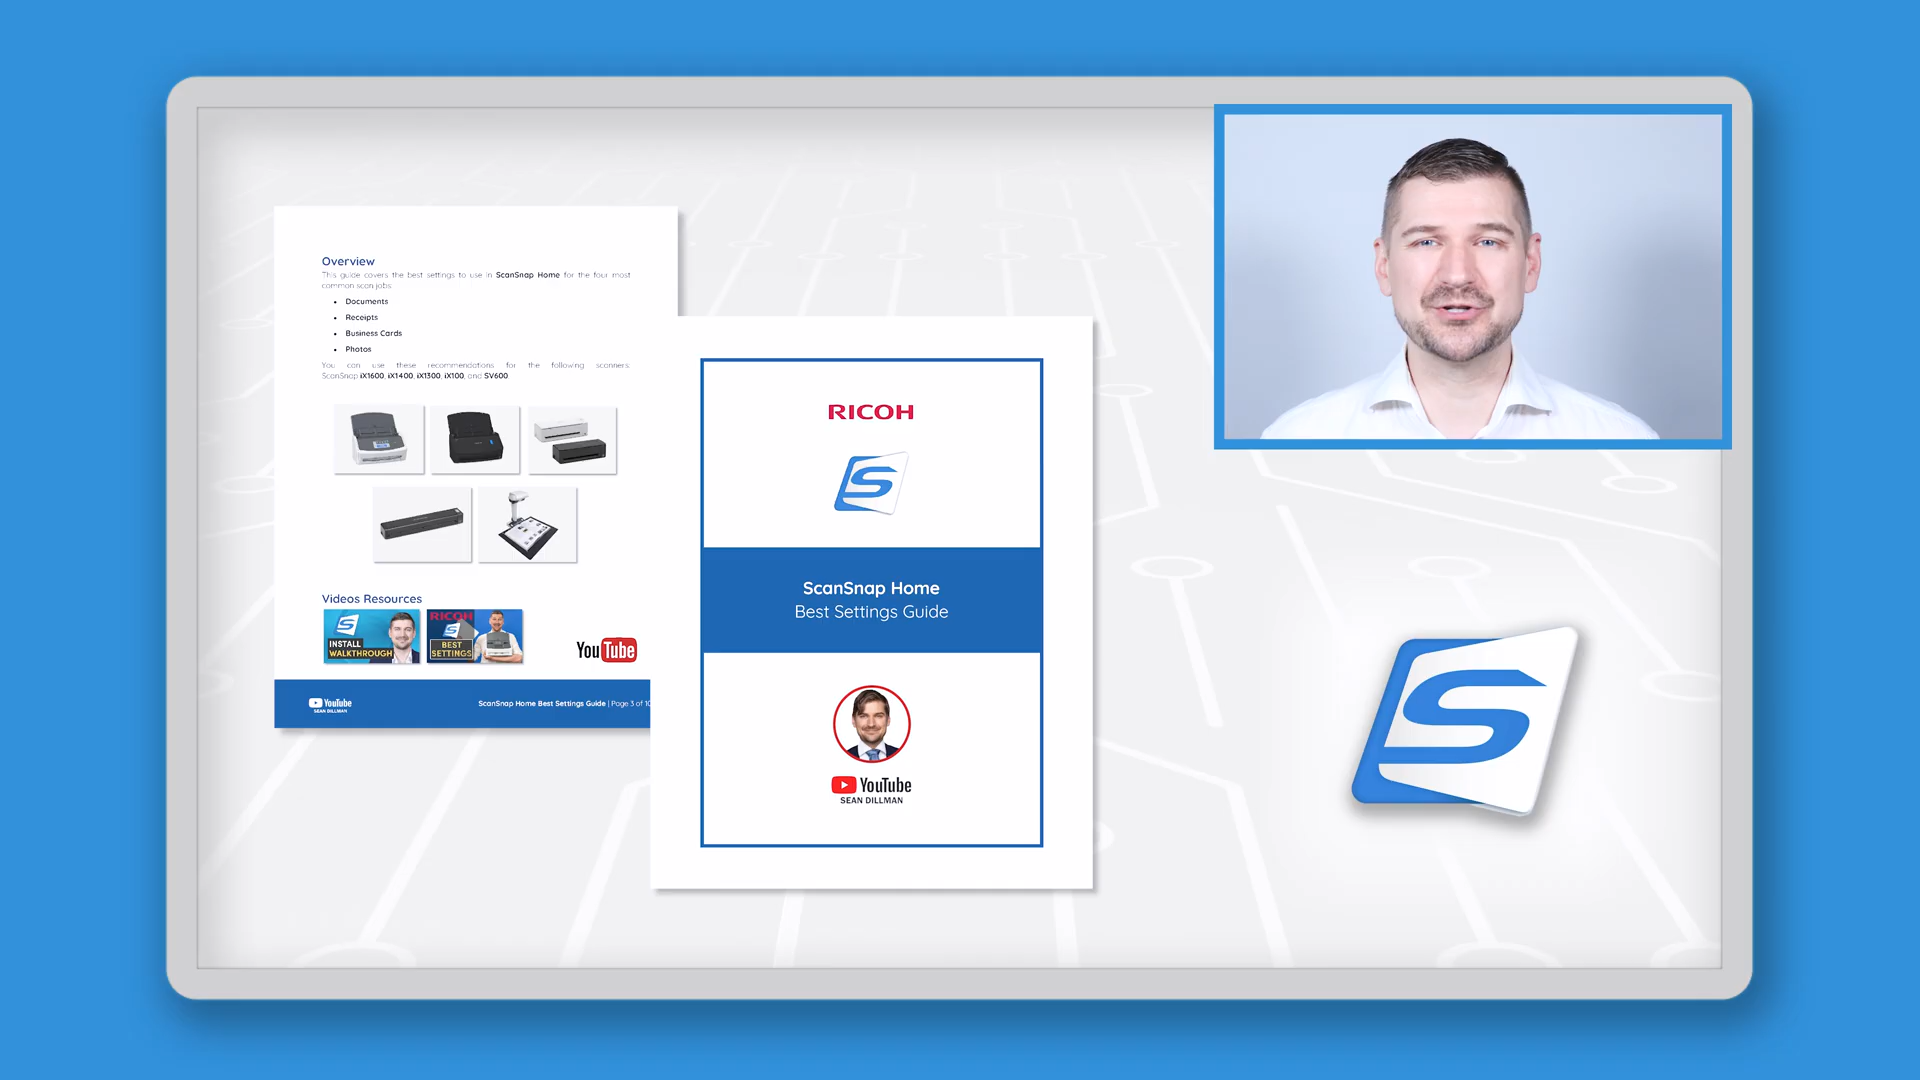 Overview
This guide covers the best settings to use in ScanSnap Home for the four most
common scan jobs:
• Documents
• Receipts
• Business Cards
• Photos
You can use these recommendations for the following scanners:
ScanSnap iX1600, iX1400, iX1300, iX100, and SV600.
Videos Resources
INSTALL
WALKTHROUGH
RICOH
BEST
SETTINGS
YouTube
YouTube
SEAN DILLMAN
ScanSnap Home Best Settings Guide | Page 3 of 10
RICOH
ScanSnap Home
Best Settings Guide
YouTube
SEAN DILLMAN